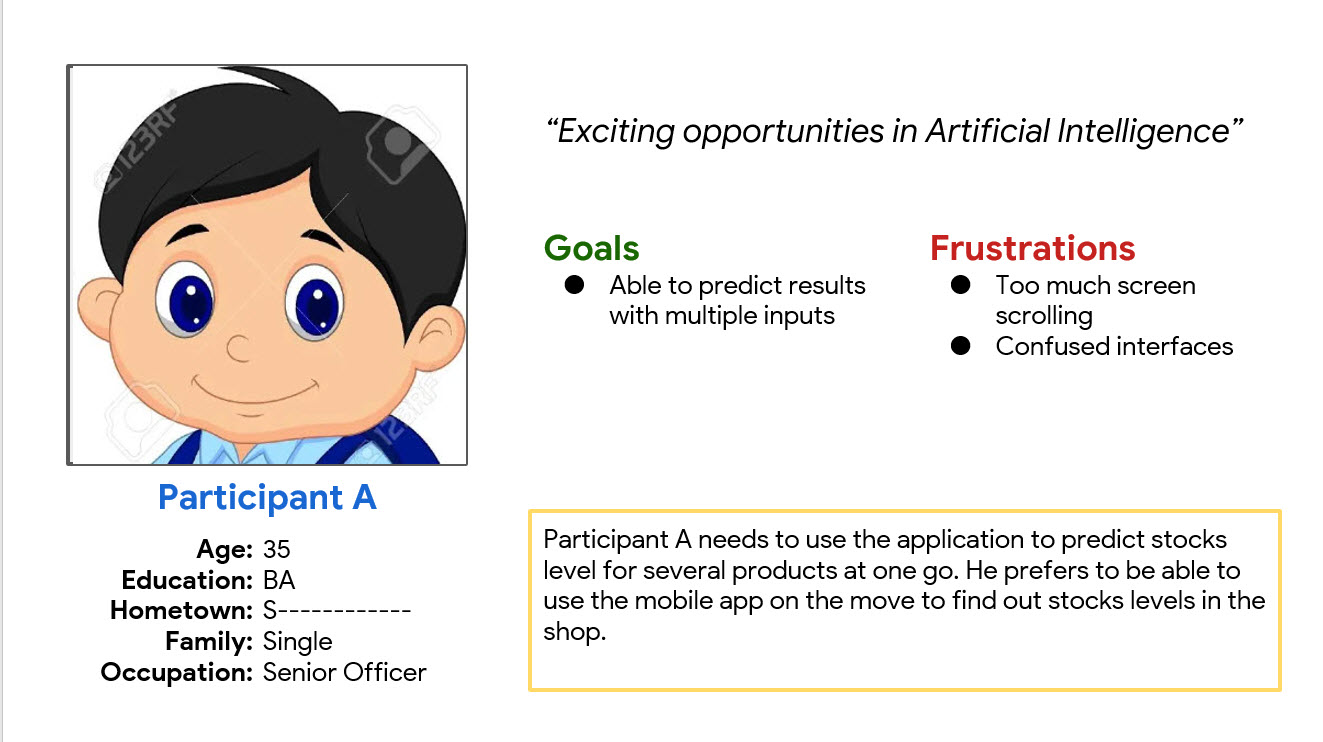 “Exciting opportunities in Artificial Intelligence”
Goals
● Able to predict results
with multiple inputs
Frustrations
● Too much screen
scrolling
● Confused interfaces
©123RF
123RF
Participant A
Age: 35
Education: BA
Hometown: S------------
Family: Single
Occupation: Senior Officer
Participant A needs to use the application to predict stocks
level for several products at one go. He prefers to be able to
use the mobile app on the move to find out stocks levels in the
shop.